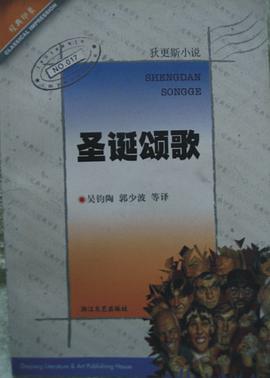 经典印象
CLASSICAL IMPRESSION
NO.017
狄更斯小说
SHENGDAN
SONGGE
圣诞颂歌
吴钧陶 郭少波 等译
浙江文艺出版社
Zhejiang Literature & Art Publishing House